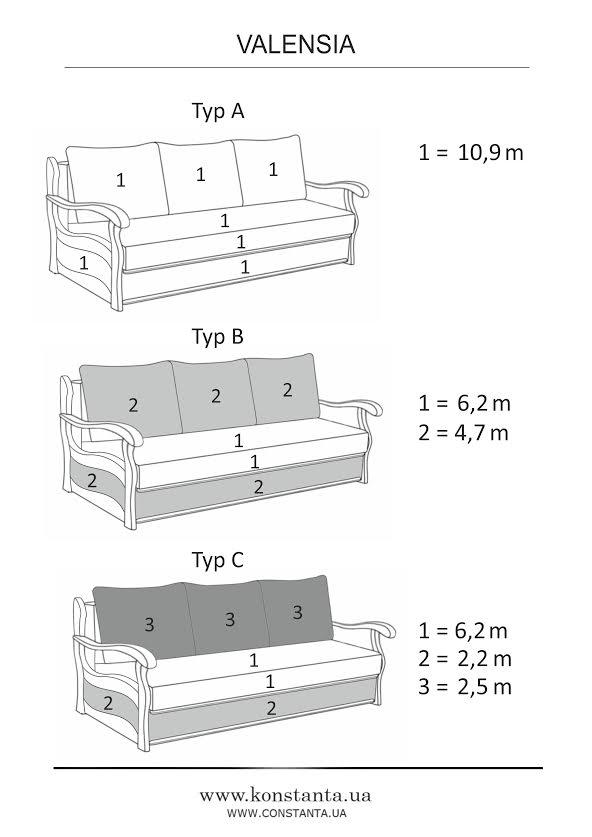 VALENSIA
Typ A
1 = 10,9 m
1 1 1
1
1
1
1
Typ B
1 = 6,2 m
2 = 4,7 m
2 2 2
1
1
2
2
Typ C
1 = 6,2 m
2 = 2,2 m
3 = 2,5 m
3 3 3
1
1
2
2
www.konstanta.ua
WWW.CONSTANTA.UA